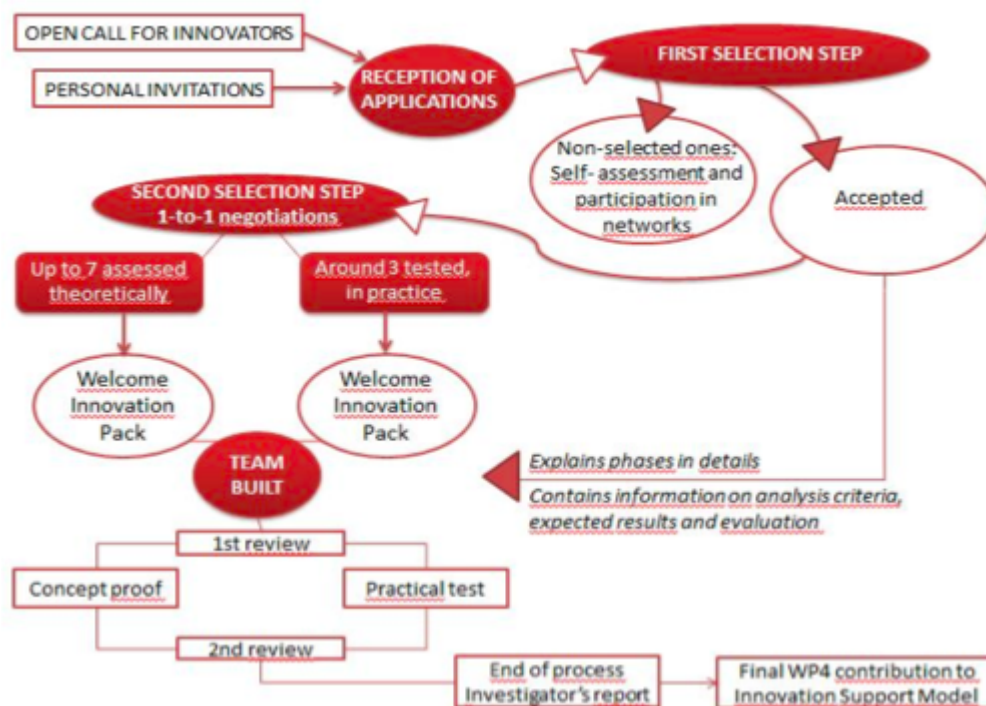 OPEN CALL FOR INNOVATORS
PERSONAL INVITATIONS
RECEPTION OF
APPLICATIONS
FIRST SELECTION STEP
Non-selected ones:
Self- assessment and
participation in
networks
Accepted
SECOND SELECTION STEP
1-to-1 negotiations
Up to 7 assessed
theoretically
Around 3 tested,
in practice
Welcome
Innovation
Pack
Welcome
Innovation
Pack
TEAM
BUILT
Explains phases in details
Contains information on analysis criteria,
expected results and evaluation
1st review
Concept proof
Practical test
2nd review
End of process
Investigator's report
Final WP4 contribution to
Innovation Support Model